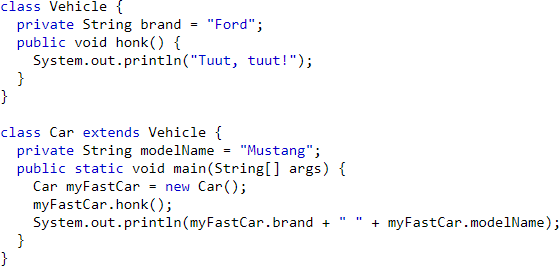 class Vehicle {
  private String brand = "Ford";
  public void honk() {
    System.out.println("Tuut, tuut!");
  }
}

class Car extends Vehicle {
  private String modelName = "Mustang";
  public static void main(String[] args) {
    Car myFastCar = new Car();
    myFastCar.honk();
    System.out.println(myFastCar.brand + " " + myFastCar.modelName);
  }
}